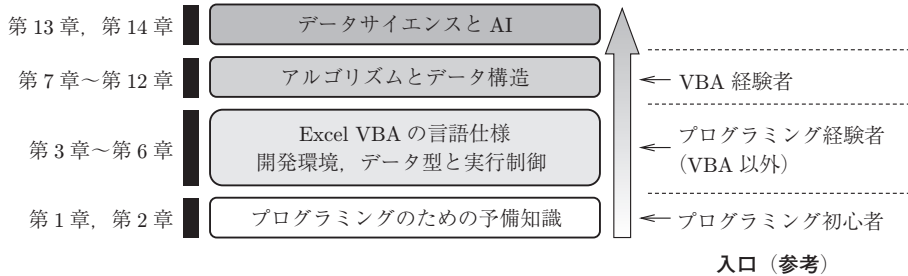 第 13 章，第 14 章
データサイエンスと AI
第 7 章～第 12 章
アルゴリズムとデータ構造
VBA 経験者
第 3 章～第 6 章
Excel VBA の言語仕様
開発環境，データ型と実行制御
プログラミング経験者
（VBA 以外）
第 1 章，第 2 章
プログラミングのための予備知識
プログラミング初心者
入口（参考）